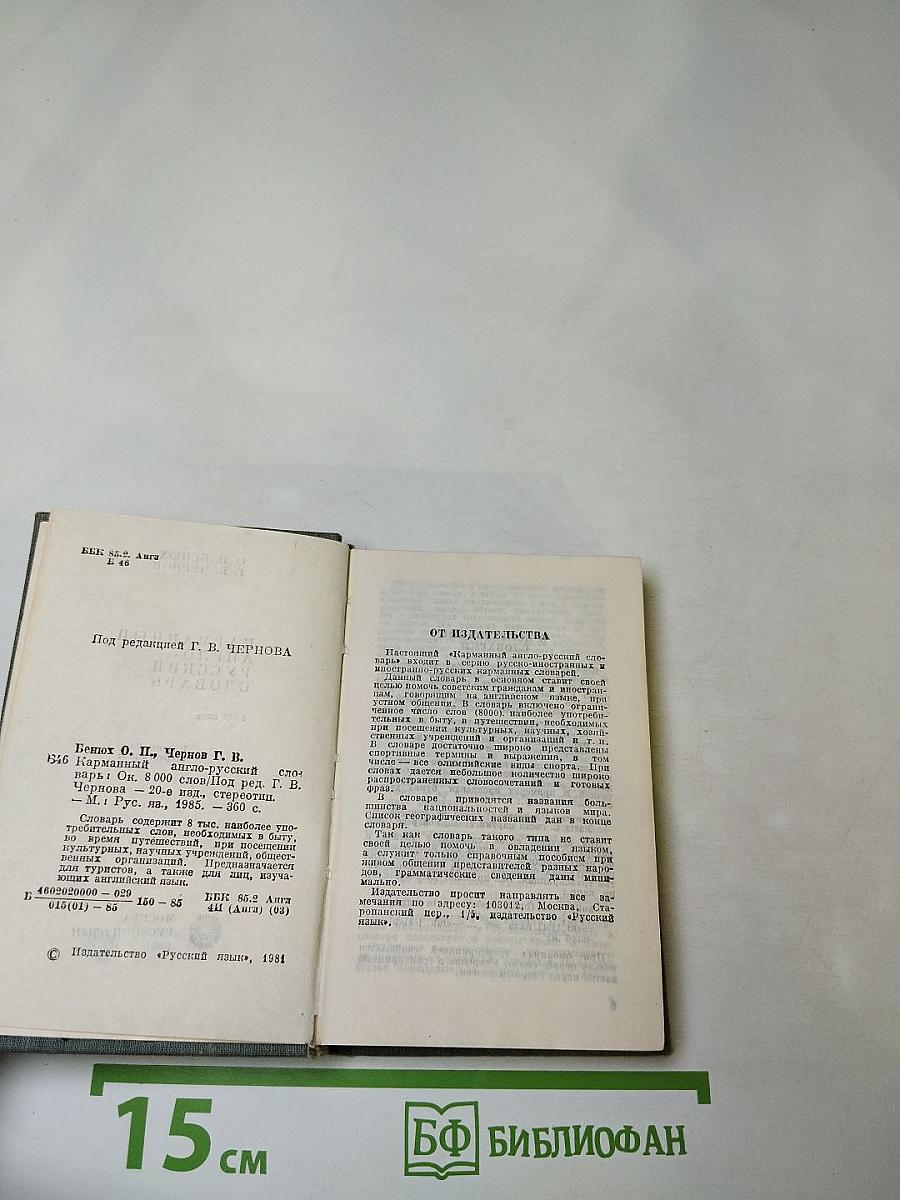 ББК 85.2. Англ
Б 46
Под редакцией Г. В. ЧЕРНОВА
Бенюх О. П., Чернов Г. В.
Б46 Карманный англо-русский сло-
варь: Ок. 8 000 слов/Под ред. Г. В.
Чернова — 20-е изд., стереотип.
— М.: Рус. яз., 1985. — 360 с.
Словарь содержит 8 тыс. наиболее упо-
требительных слов, необходимых в быту,
во время путешествий, при посещении
культурных, научных учреждений, общест-
венных организаций. Предназначается
для туристов, а также для лиц, изуча-
ющих английский язык.
Б 4602020000 — 029
015(01) — 85 150 — 85
ББК 85.2 Англ
4И (Англ) (03)
© Издательство «Русский язык», 1981
ОТ ИЗДАТЕЛЬСТВА
Настоящий «Карманный англо-русский сло-
варь» входит в серию русско-иностранных и
иностранно-русских карманных словарей.
Данный словарь в основном ставит своей
целью помочь советским гражданам и иностран-
цам, говорящим на английском языке, при
устном общении. В словарь включено ограни-
ченное число слов (8000) наиболее употреби-
тельных в быту, в путешествии, необходимых
при посещении культурных, научных, хозяй-
ственных учреждений и организаций и т. п.
В словаре достаточно широко представлены
спортивные термины и выражения, в том
числе — все олимпийские виды спорта. При
словах дается небольшое количество широко
распространенных словосочетаний и готовых
фраз.
В словаре приводятся названия боль-
шинства национальностей и языков мира.
Список географических названий дан в конце
словаря.
Так как словарь такого типа не ставит
своей целью помочь в овладении языком,
а служит только справочным пособием при
живом общении представителей разных наро-
дов, грамматические сведения даны мини-
мально.
Издательство просит направлять все за-
мечания по адресу: 103012, Москва, Ста-
ропанский пер., 1/5, издательство «Русский
язык».
15 см
БФ БИБЛИОФАН